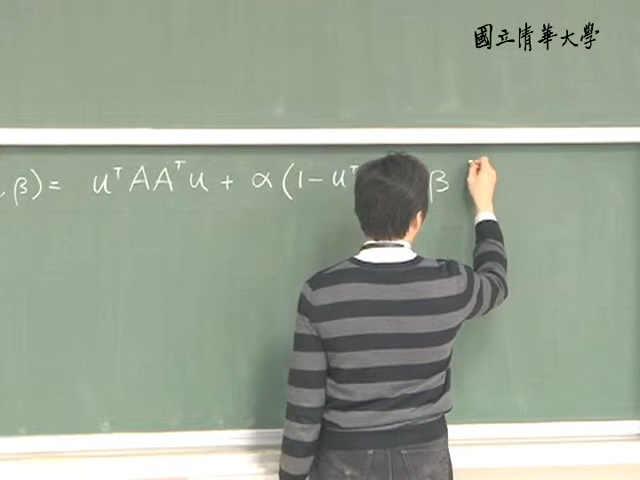 國立清華大學
, β) = uᵀAAᵀu + α(1-uᵀ β